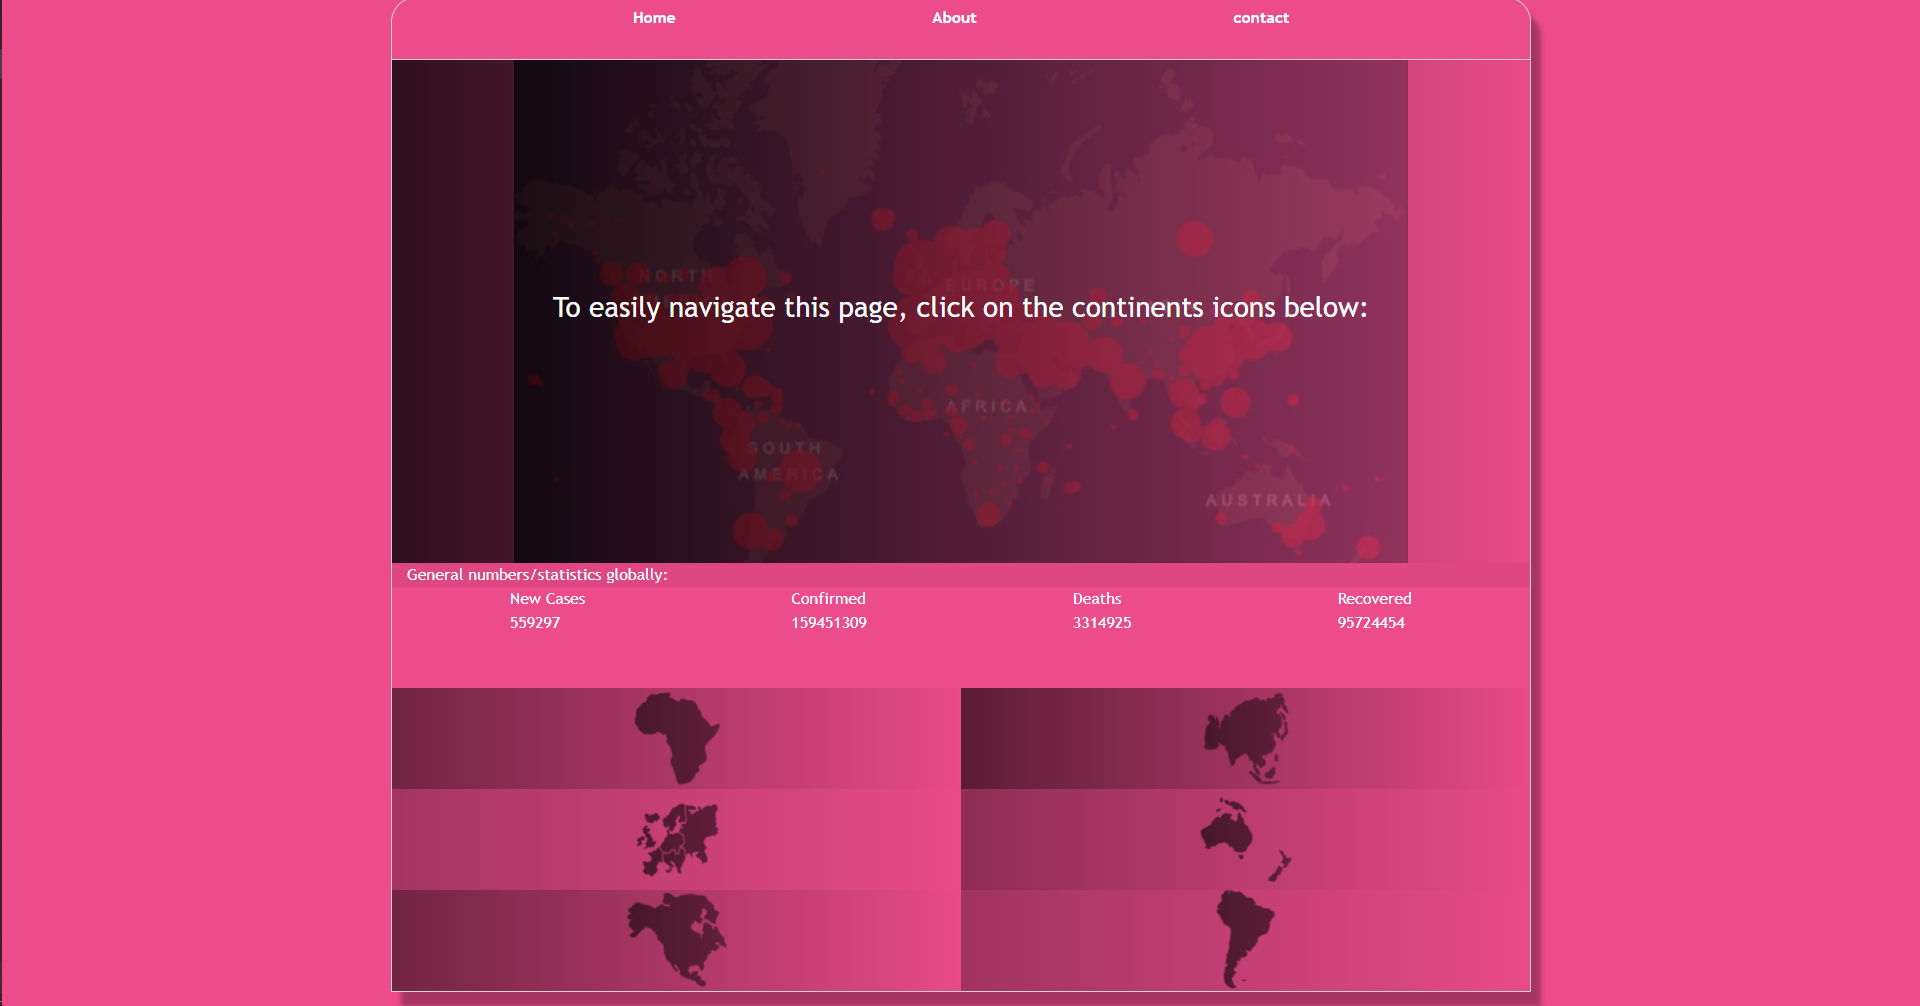 Home About contact
NORTH
EUROPE
To easily navigate this page, click on the continents icons below:
AFRICA
SOUTH
AMERICA
AUSTRALIA
General numbers/statistics globally:
New Cases Confirmed Deaths Recovered
559297 159451309 3314925 95724454